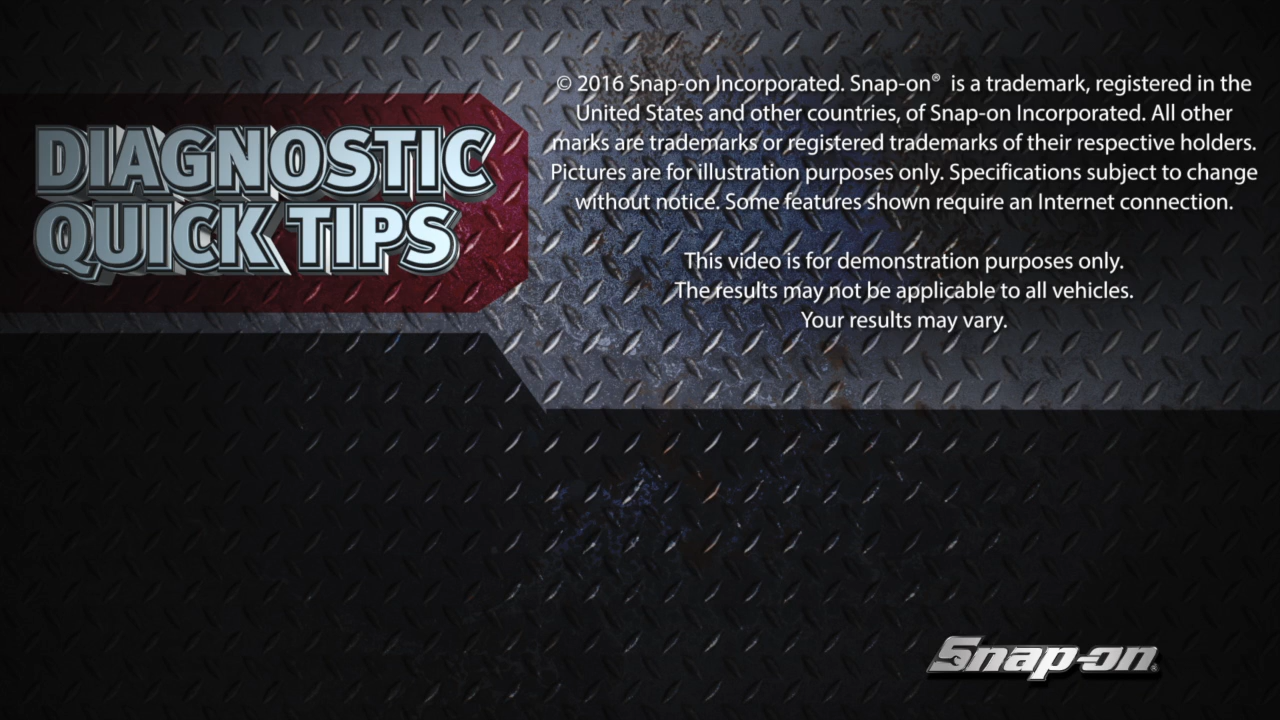 DIAGNOSTIC
QUICK TIPS
© 2016 Snap-on Incorporated. Snap-on® is a trademark, registered in the
United States and other countries, of Snap-on Incorporated. All other
marks are trademarks or registered trademarks of their respective holders.
Pictures are for illustration purposes only. Specifications subject to change
without notice. Some features shown require an Internet connection.
This video is for demonstration purposes only.
The results may not be applicable to all vehicles.
Your results may vary.
Snap-on